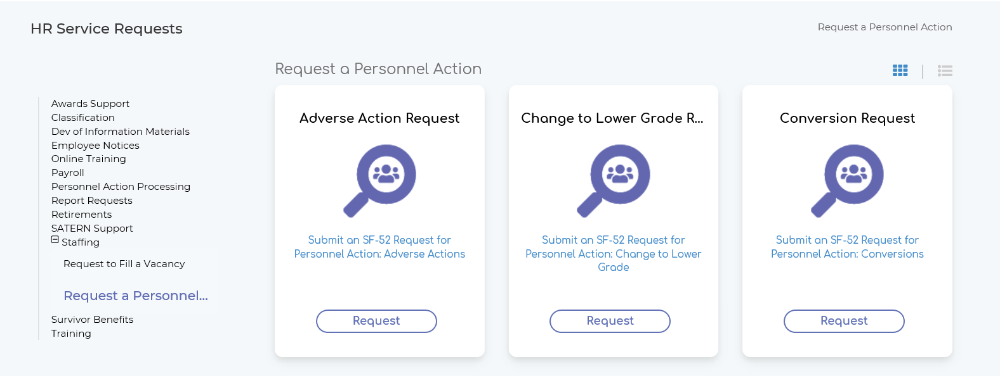 HR Service Requests
Request a Personnel Action
Request a Personnel Action
Awards Support
Classification
Dev of Information Materials
Employee Notices
Online Training
Payroll
Personnel Action Processing
Report Requests
Retirements
SATERN Support
Staffing
Request to Fill a Vacancy
Request a Personnel...
Survivor Benefits
Training
Adverse Action Request
Submit an SF-52 Request for
Personnel Action: Adverse Actions
Request
Change to Lower Grade R...
Submit an SF-52 Request for
Personnel Action: Change to Lower
Grade
Request
Conversion Request
Submit an SF-52 Request for
Personnel Action: Conversions
Request